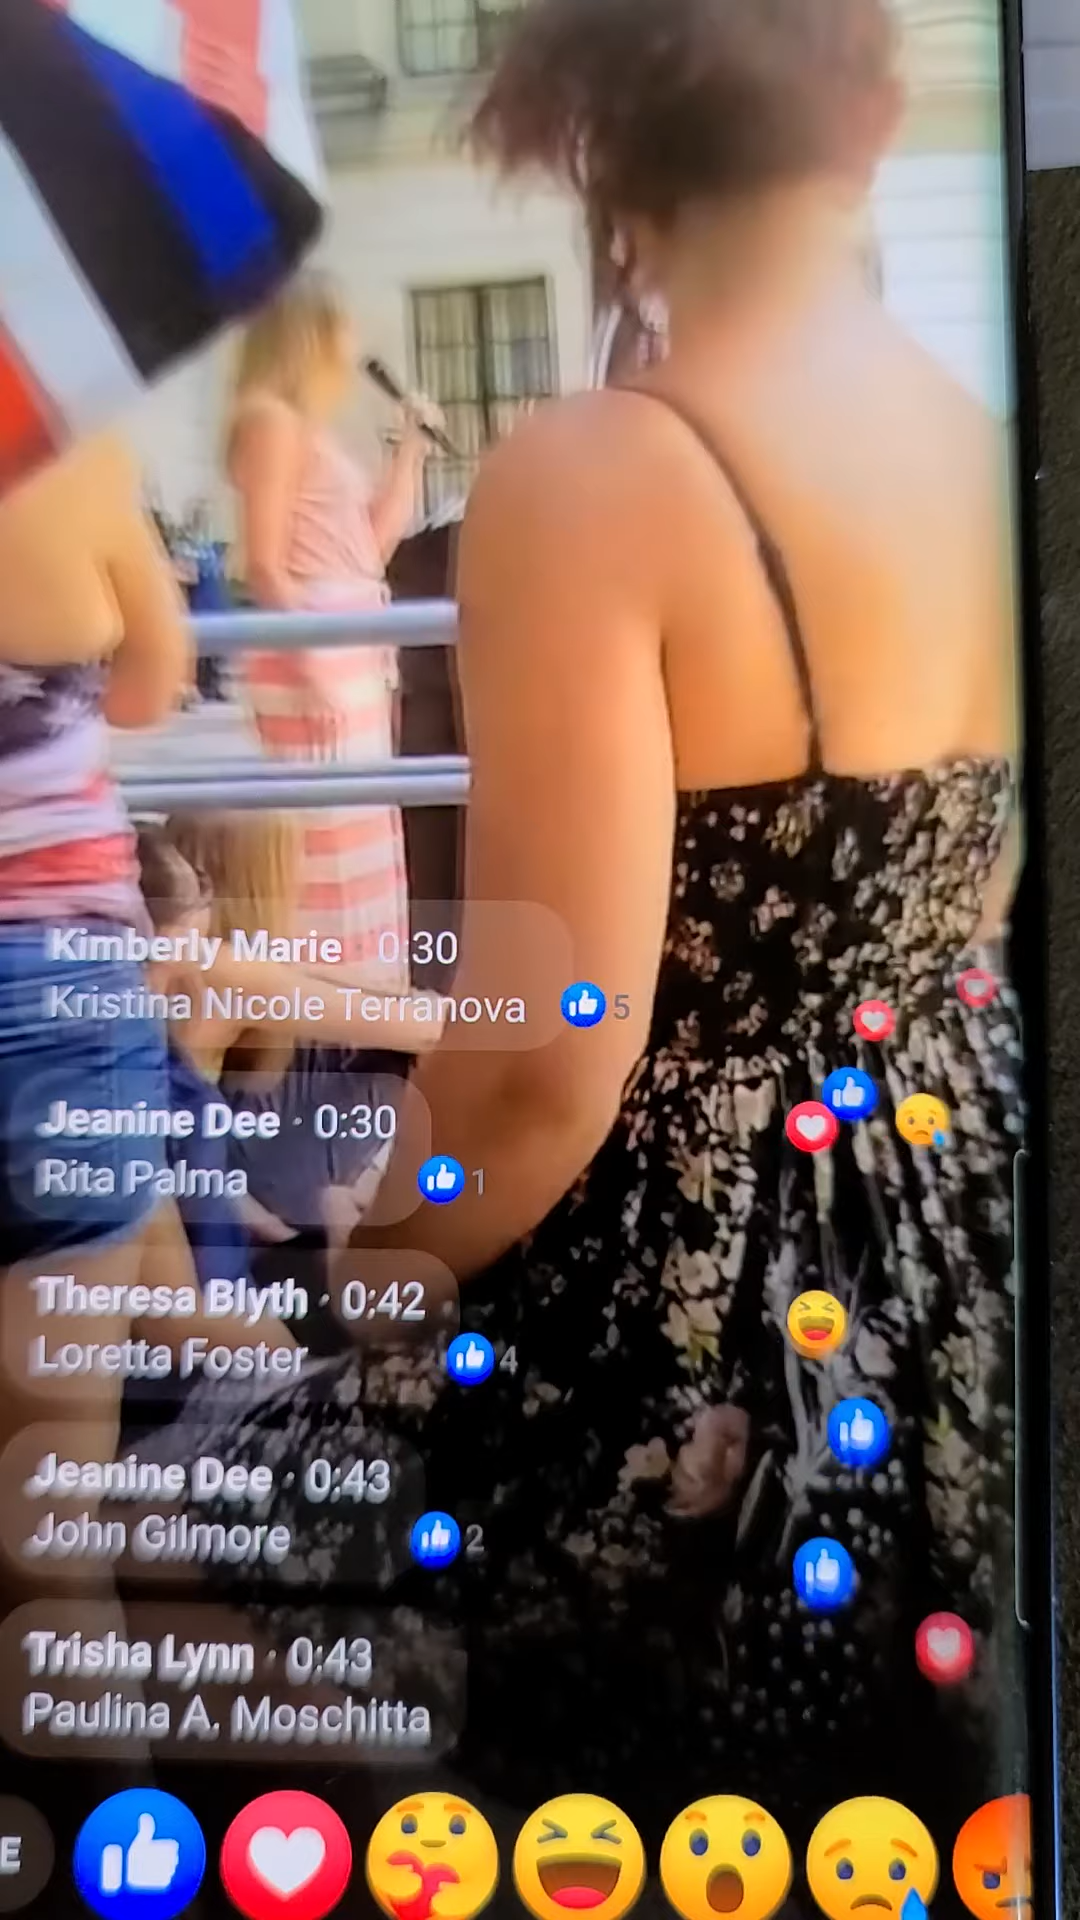 Kimberly Marie 0:30
Kristina Nicole Terranova 5
Jeanine Dee · 0:30
Rita Palma 1
Theresa Blyth · 0:42
Loretta Foster 4
Jeanine Dee · 0:43
John Gilmore 2
Trisha Lynn · 0:43
Paulina A. Moschitta
E